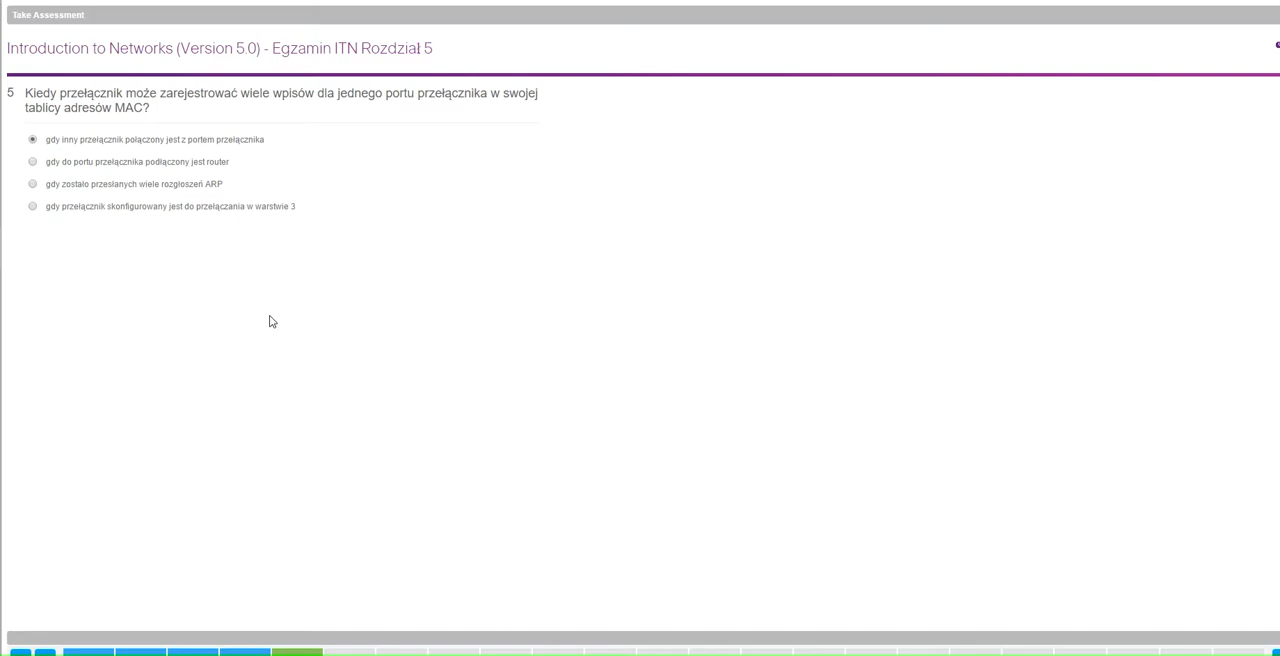 Take Assessment
Introduction to Networks (Version 5.0) - Egzamin ITN Rozdział 5
5 Kiedy przełącznik może zarejestrować wiele wpisów dla jednego portu przełącznika w swojej
tablicy adresów MAC?
gdy inny przełącznik połączony jest z portem przełącznika
gdy do portu przełącznika podłączony jest router
gdy zostało przesłanych wiele rozgłoszeń ARP
gdy przełącznik skonfigurowany jest do przełączania w warstwie 3